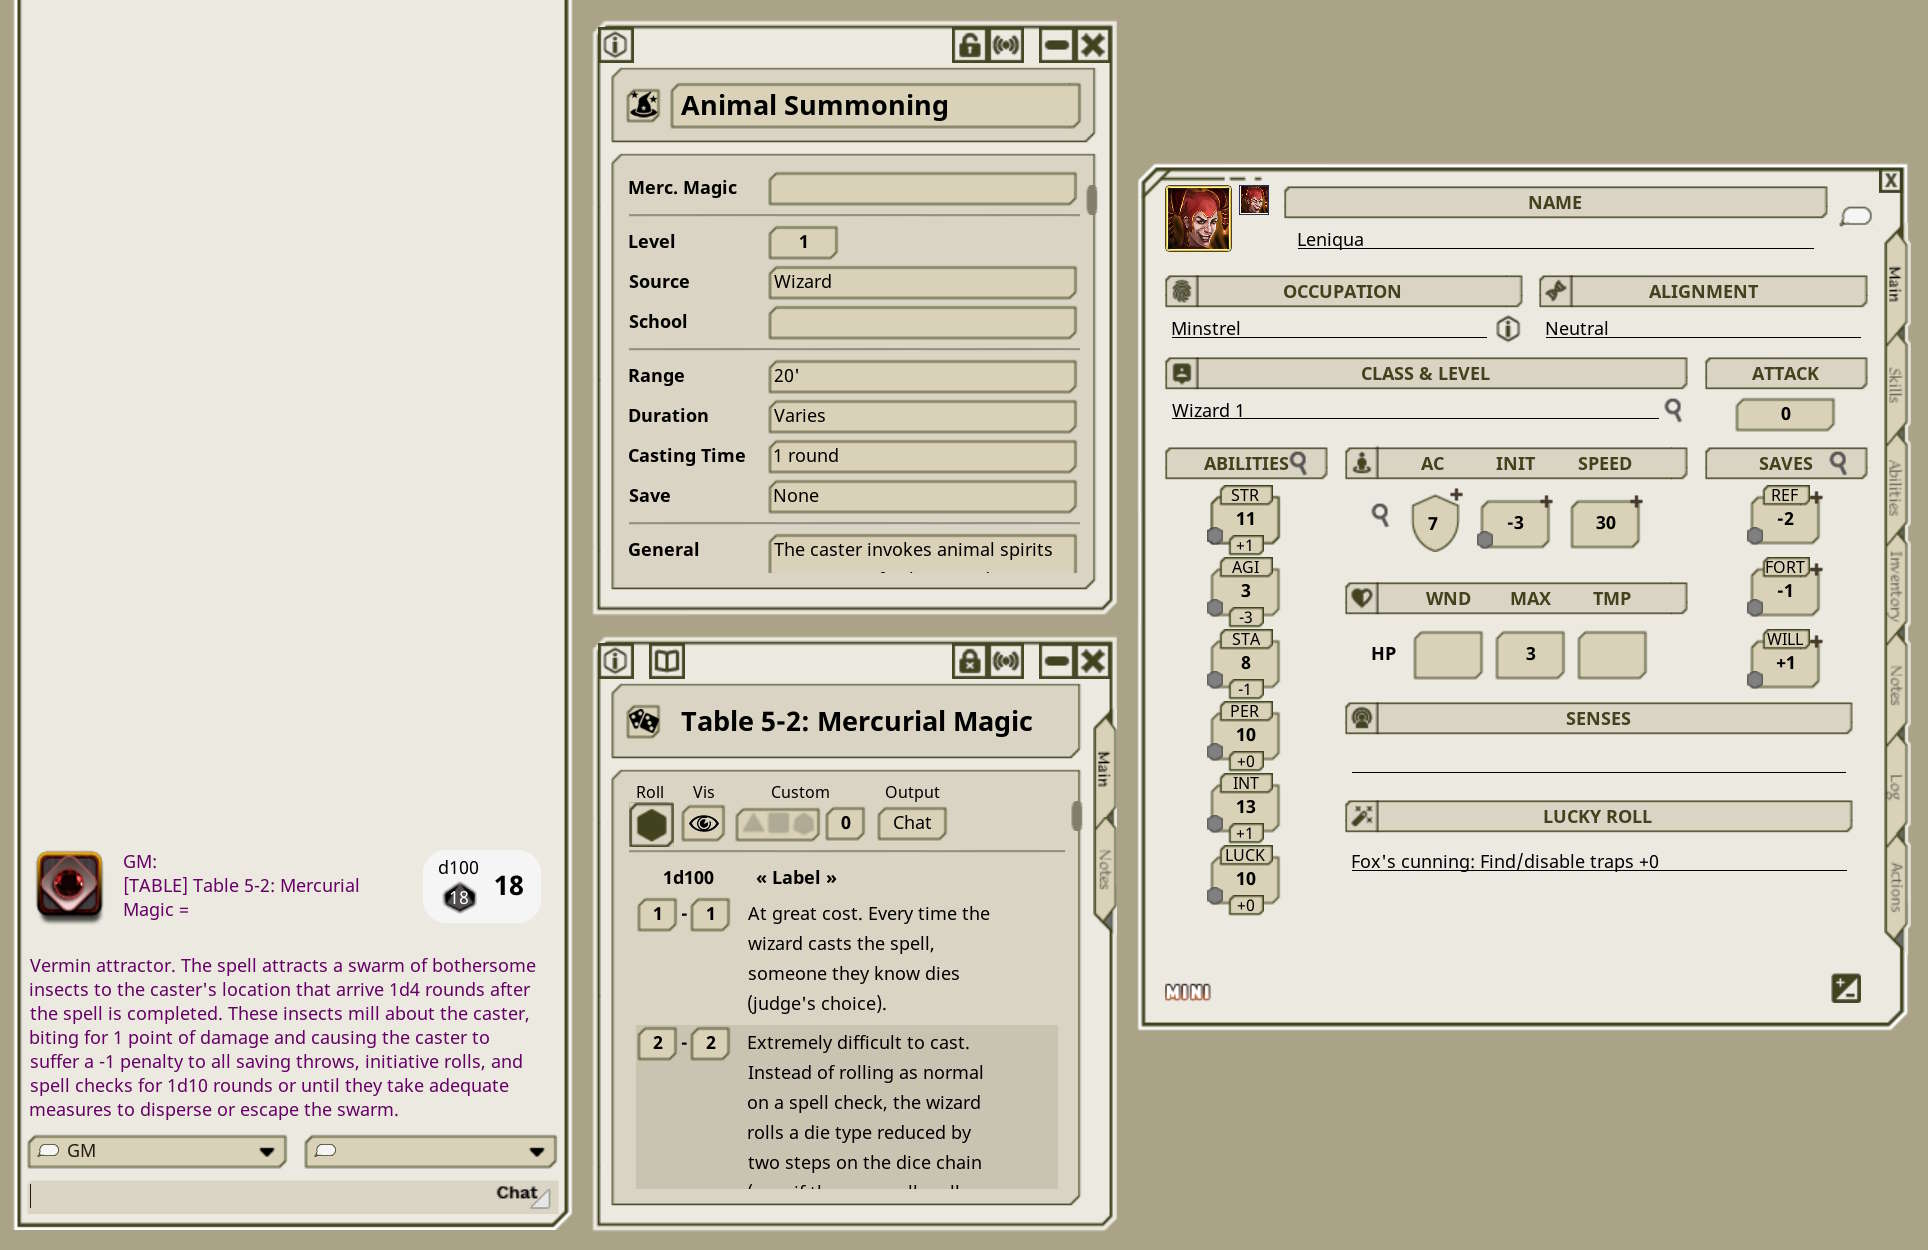 GM:
[TABLE] Table 5-2: Mercurial
Magic =
d100
18
18
Vermin attractor. The spell attracts a swarm of bothersome
insects to the caster's location that arrive 1d4 rounds after
the spell is completed. These insects mill about the caster,
biting for 1 point of damage and causing the caster to
suffer a -1 penalty to all saving throws, initiative rolls, and
spell checks for 1d10 rounds or until they take adequate
measures to disperse or escape the swarm.
GM
Chat
Animal Summoning
Merc. Magic
Level 1
Source Wizard
School
Range 20'
Duration Varies
Casting Time 1 round
Save None
General The caster invokes animal spirits
Table 5-2: Mercurial Magic
Roll Vis Custom Output
0 Chat
1d100 « Label »
1 - 1 At great cost. Every time the
wizard casts the spell,
someone they know dies
(judge's choice).
2 - 2 Extremely difficult to cast.
Instead of rolling as normal
on a spell check, the wizard
rolls a die type reduced by
two steps on the dice chain
Main
Notes
X
NAME
Leniqua
OCCUPATION ALIGNMENT
Minstrel Neutral
CLASS & LEVEL ATTACK
Wizard 1 0
ABILITIES AC INIT SPEED SAVES
STR
11
+1
AGI
3
-3
STA
8
-1
PER
10
+0
INT
13
+1
LUCK
10
+0
7 -3 30
WND MAX TMP
HP 3
SENSES
LUCKY ROLL
Fox's cunning: Find/disable traps +0
REF
-2
FORT
-1
WILL
+1
MINI
Main
Skills
Abilities
Inventory
Notes
Log
Actions